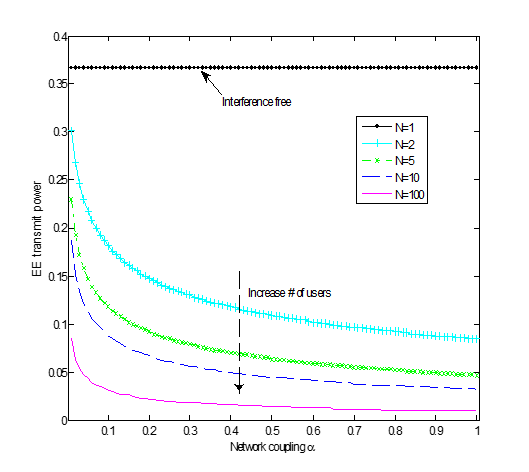 0.4
0.35
0.3
0.25
0.2
0.15
0.1
0.05
0
EE transmit power
Interference free
N=1
N=2
N=5
N=10
N=100
Increase # of users
0.1 0.2 0.3 0.4 0.5 0.6 0.7 0.8 0.9 1
Network coupling α